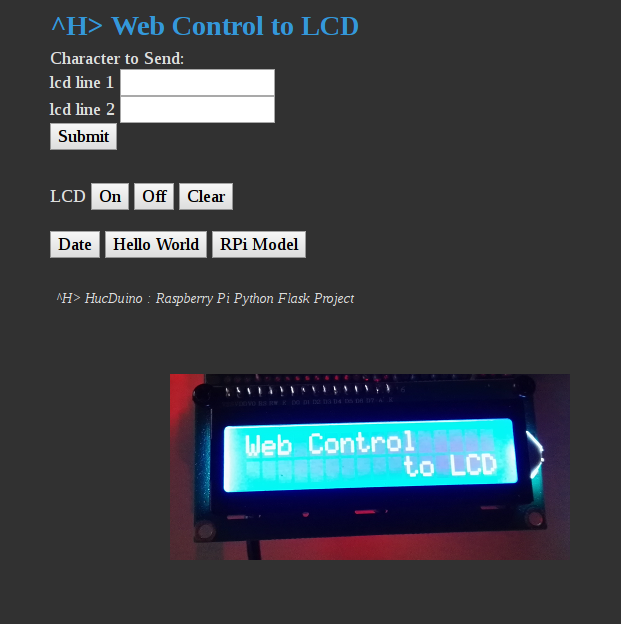 ^H> Web Control to LCD
Character to Send:
lcd line 1
lcd line 2
Submit
LCD On Off Clear
Date Hello World RPi Model
^H> HucDuino : Raspberry Pi Python Flask Project
Web Control
to LCD